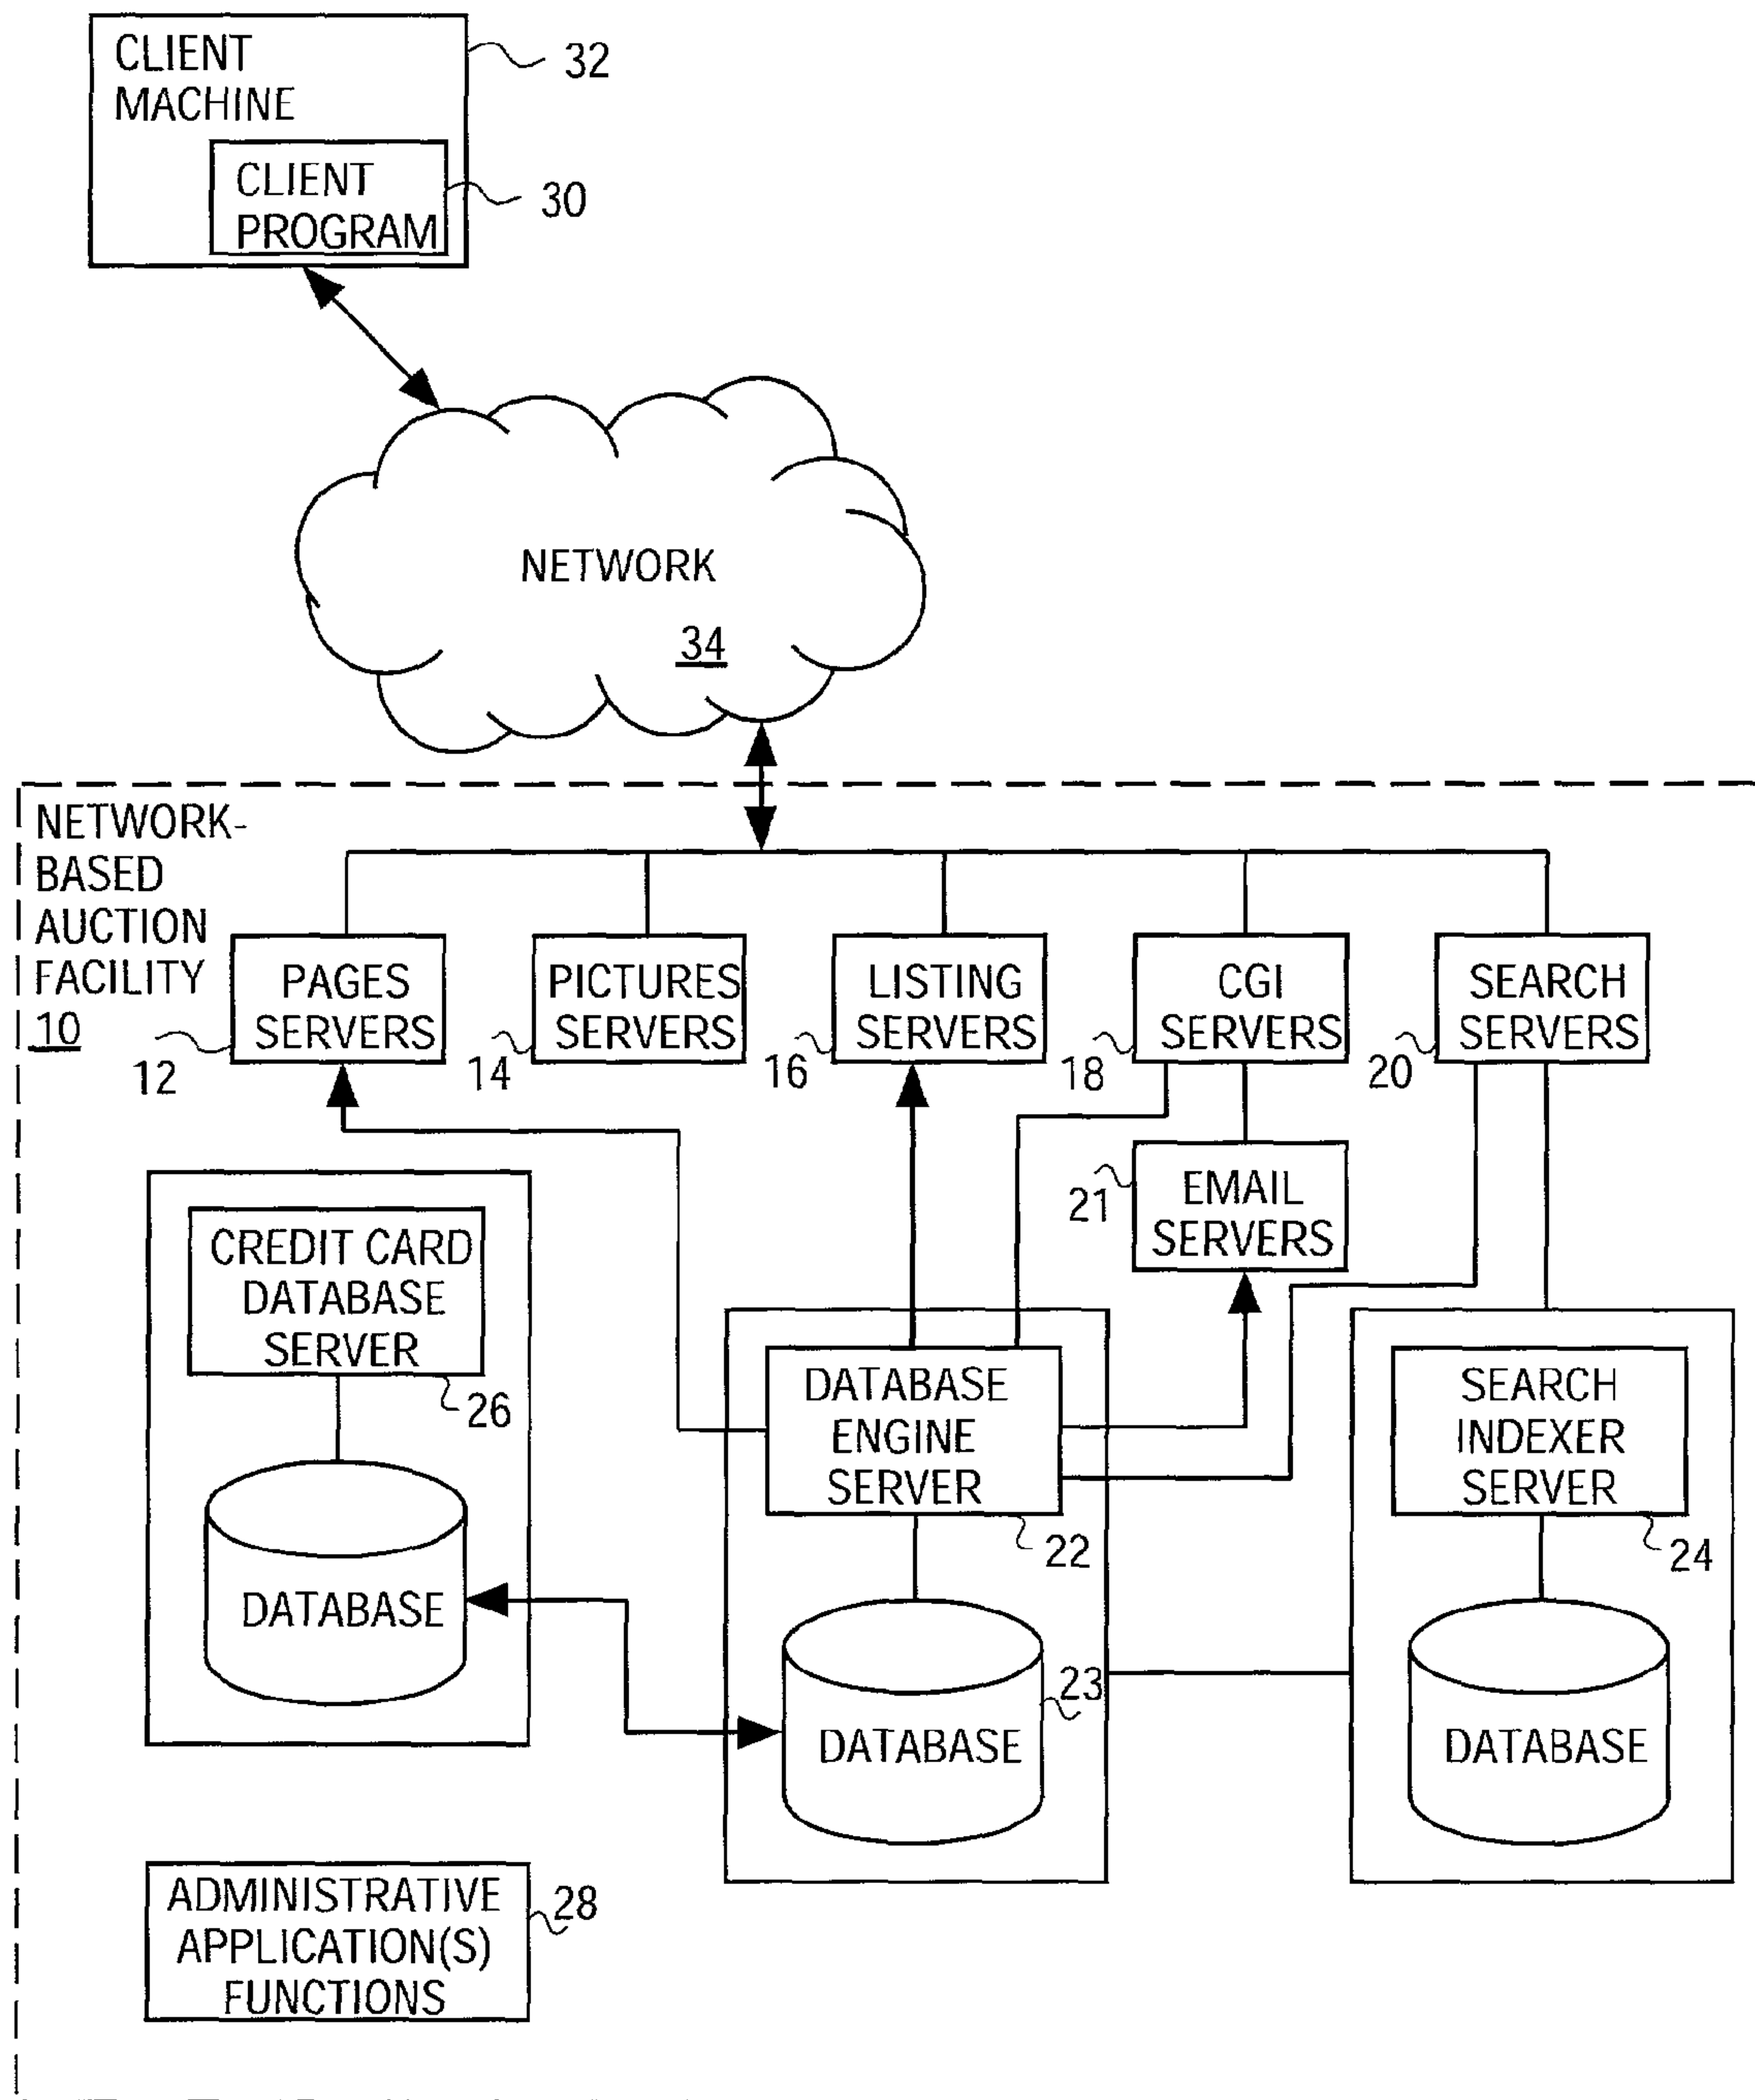 CLIENT
MACHINE
32
CLIENT
PROGRAM
30
NETWORK
34
NETWORK-
BASED
AUCTION
FACILITY
10
PAGES
SERVERS
12
PICTURES
SERVERS
14
LISTING
SERVERS
16
CGI
SERVERS
18
SEARCH
SERVERS
20
EMAIL
SERVERS
21
CREDIT CARD
DATABASE
SERVER
26
DATABASE
DATABASE
ENGINE
SERVER
22
DATABASE
23
SEARCH
INDEXER
SERVER
24
DATABASE
ADMINISTRATIVE
APPLICATION(S)
FUNCTIONS
28